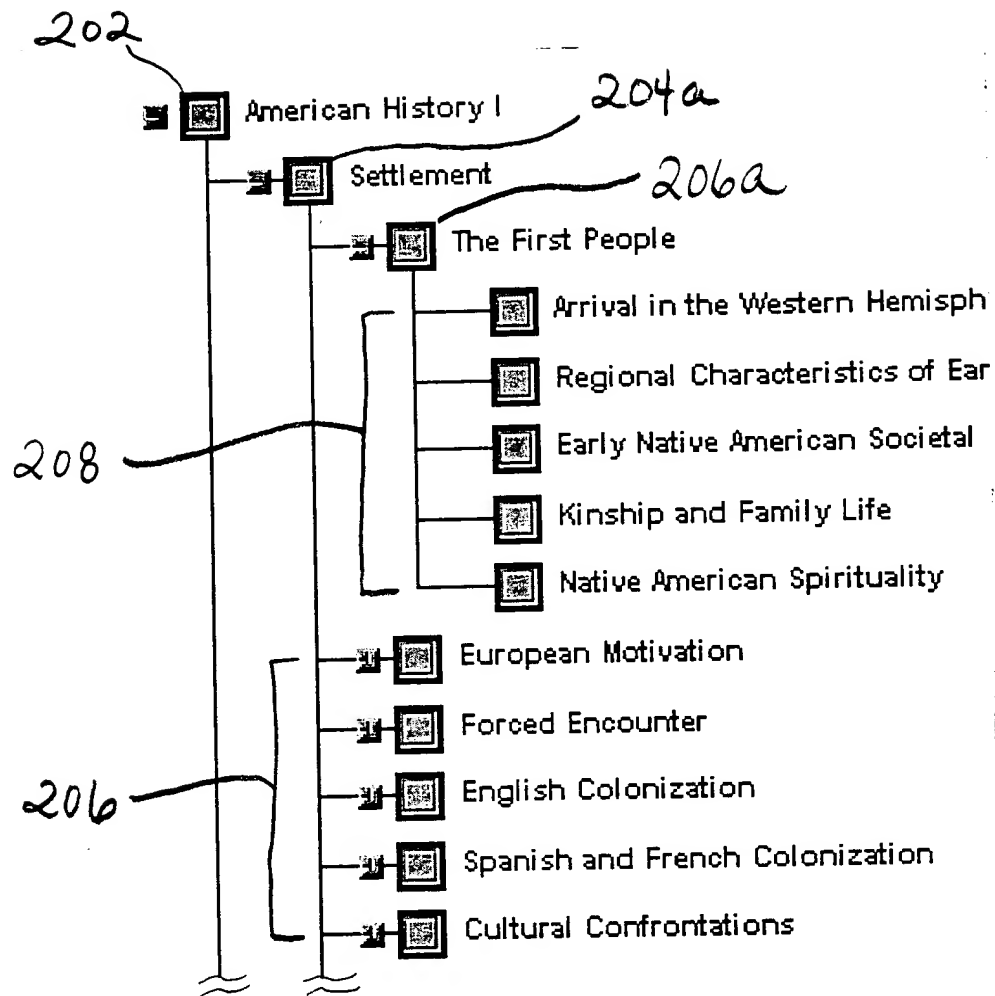 202
American History I
204a
Settlement
206a
The First People
Arrival in the Western Hemisph
Regional Characteristics of Ear
208
Early Native American Societal
Kinship and Family Life
Native American Spirituality
European Motivation
Forced Encounter
206
English Colonization
Spanish and French Colonization
Cultural Confrontations